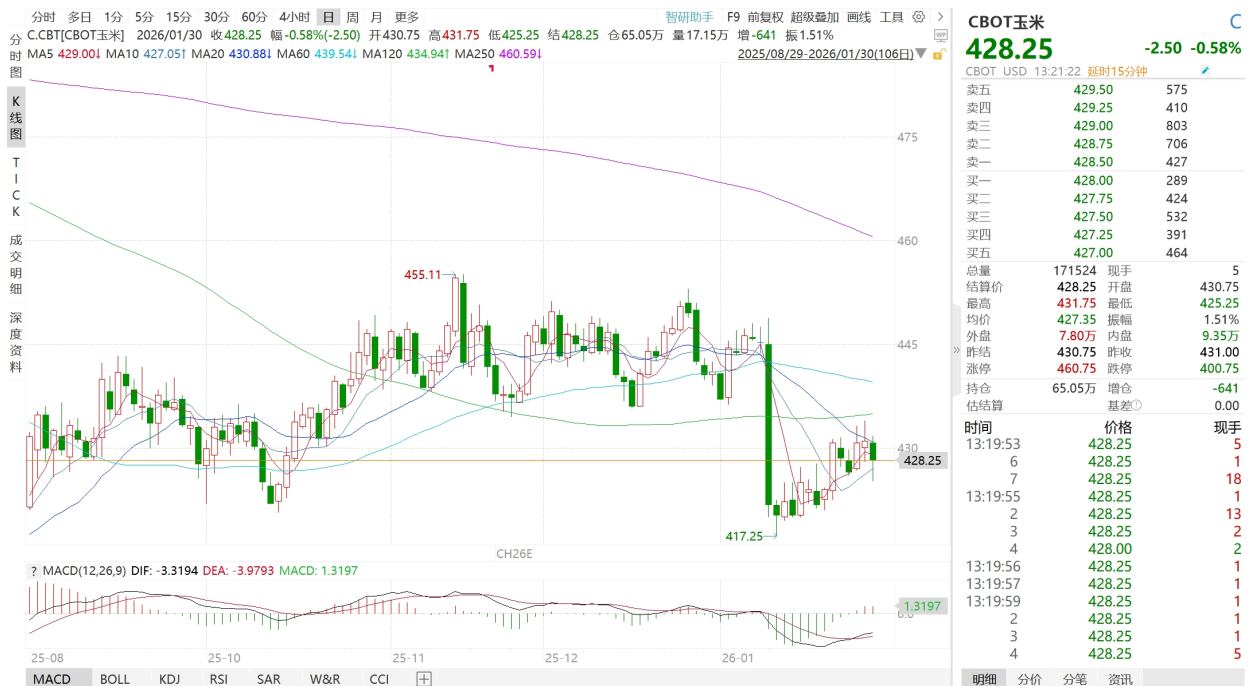 分时 多日 1分 5分 15分 30分 60分 4小时 日 周 月 更多 智研助手 F9 前复权 超级叠加 画线 工具
C.CBT[CBOT玉米] 2026/01/30 收428.25 幅-0.58%(-2.50) 开430.75 高431.75 低425.25 结428.25 仓65.05万 量17.15万 增-641 振1.51%
MA5 429.00↓ MA10 427.05↑ MA20 430.88↓ MA60 439.54↓ MA120 434.94↑ MA250 460.59↓ 2025/08/29-2026/01/30(106日)
分时图
K线图
TICK
成交明细
深度资料
475
460
455.11
445
430
428.25
417.25
CH26E
? MACD(12,26,9) DIF: -3.3194 DEA: -3.9793 MACD: 1.3197
1.3197
25-08 25-10 25-11 25-12 26-01
MACD BOLL KDJ RSI SAR W&R CCI
CBOT玉米 C
428.25 -2.50 -0.58%
CBOT USD 13:21:22 延时15分钟
卖五 429.50 575
卖四 429.25 410
卖三 429.00 803
卖二 428.75 706
卖一 428.50 427
买一 428.00 289
买二 427.75 424
买三 427.50 532
买四 427.25 391
买五 427.00 464
总量 171524 现手 5
结算价 428.25 开盘 430.75
最高 431.75 最低 425.25
均价 427.35 振幅 1.51%
外盘 7.80万 内盘 9.35万
昨结 430.75 昨收 431.00
涨停 460.75 跌停 400.75
持仓 65.05万 增仓 -641
估结算 基差 0.00
时间 价格 现手
13:19:53 428.25 5
6 428.25 1
7 428.25 18
13:19:55 428.25 1
2 428.25 13
3 428.25 2
4 428.00 2
13:19:56 428.25 1
13:19:57 428.25 1
13:19:59 428.25 1
2 428.25 1
3 428.25 1
4 428.25 5
明细 分价 分笔 资讯